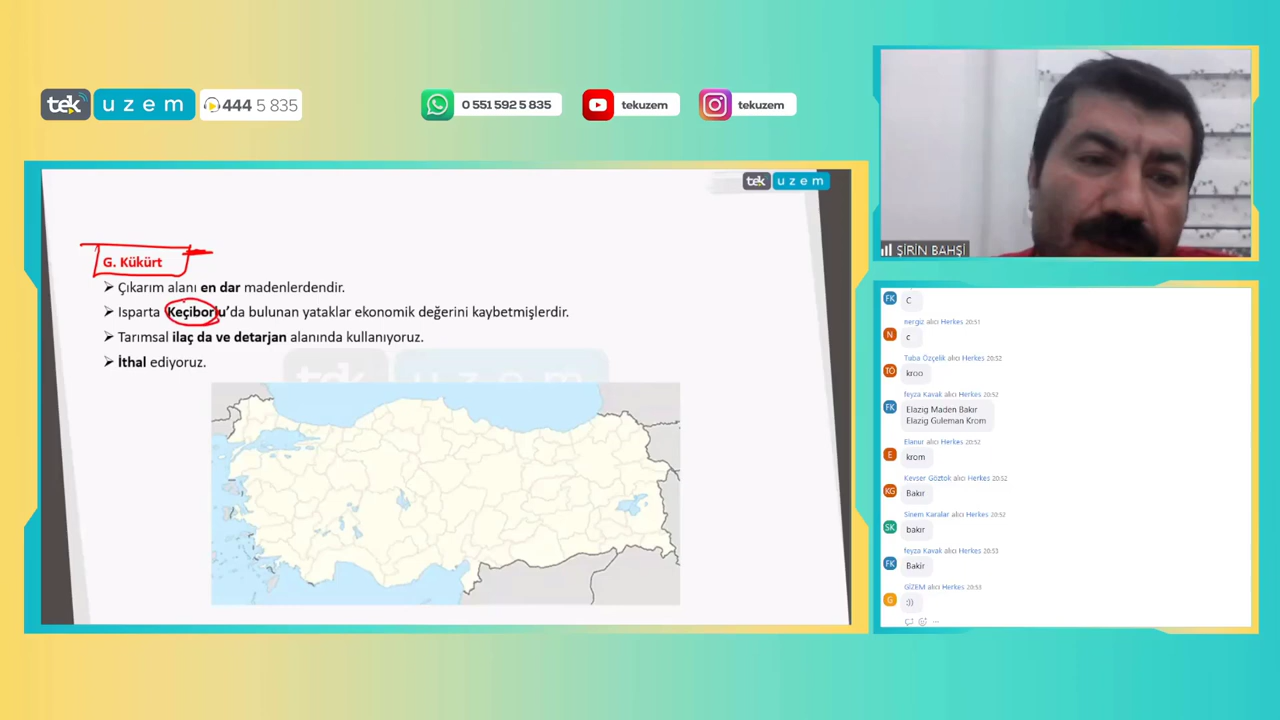 tek uzem 444 5 835
0 551 592 5 835
tekuzem
tekuzem
tek uzem
G. Kükürt
➤ Çıkarım alanı en dar madenlerdendir.
➤ Isparta Keçiborlu'da bulunan yataklar ekonomik değerini kaybetmişlerdir.
➤ Tarımsal ilaç da ve detarjan alanında kullanıyoruz.
➤ İthal ediyoruz.
tek uzem
ŞİRİN BAHŞİ
FK
C
nergiz alıcı Herkes 20:51
N
c
Tuba Özçelik alıcı Herkes 20:52
TÖ
kroo
feyza Kavak alıcı Herkes 20:52
FK
Elazig Maden Bakır
Elazig Guleman Krom
Elanur alıcı Herkes 20:52
E
krom
Kevser Göztok alıcı Herkes 20:52
KG
Bakır
Sinem Karalar alıcı Herkes 20:52
SK
bakır
feyza Kavak alıcı Herkes 20:53
FK
Bakir
GİZEM alıcı Herkes 20:53
G
:))